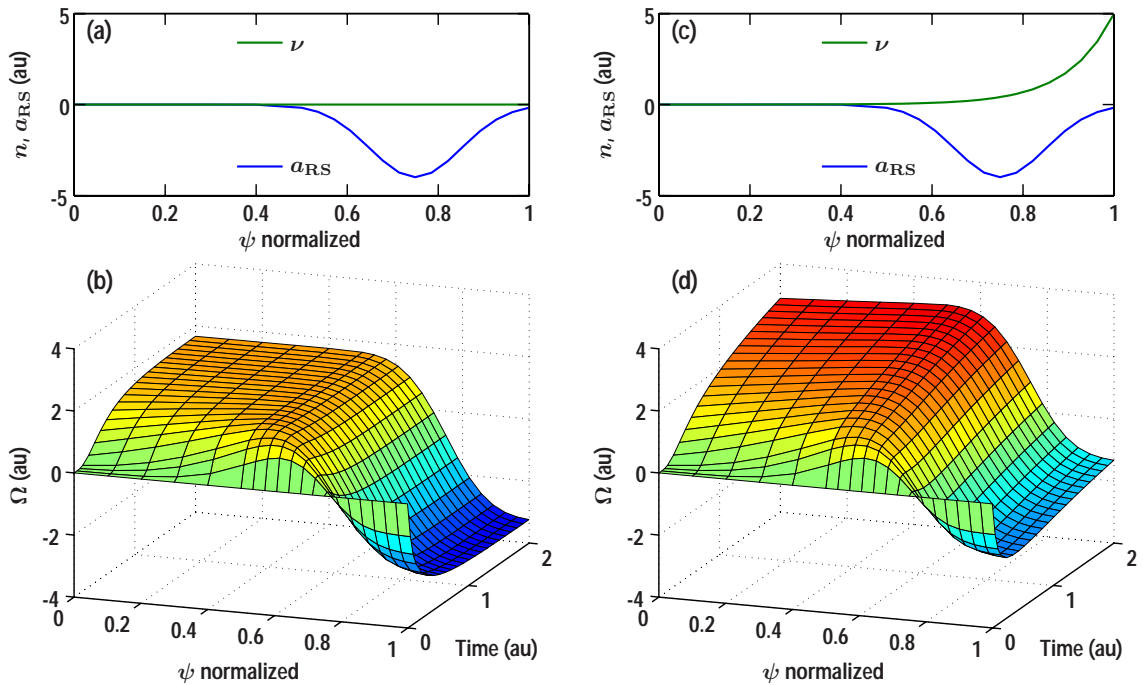 (a)
5
0
-5
n, a_RS (au)
ν
a_RS
0 0.2 0.4 0.6 0.8 1
ψ normalized
(c)
5
0
-5
n, a_RS (au)
ν
a_RS
0 0.2 0.4 0.6 0.8 1
ψ normalized
(b)
4
2
0
-2
-4
Ω (au)
0 0.2 0.4 0.6 0.8 1
ψ normalized
0 1 2
Time (au)
(d)
4
2
0
-2
-4
Ω (au)
0 0.2 0.4 0.6 0.8 1
ψ normalized
0 1 2
Time (au)